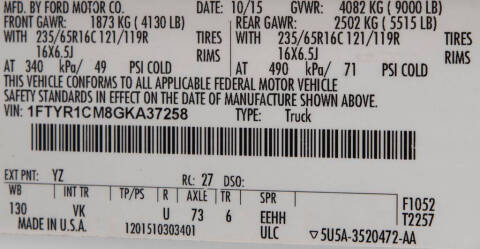 MFD. BY FORD MOTOR CO. DATE: 10/15 GVWR: 4082 KG ( 9000 LB)
FRONT GAWR: 1873 KG ( 4130 LB) REAR GAWR: 2502 KG ( 5515 LB)
WITH 235/65R16C 121/119R TIRES WITH 235/65R16C 121/119R TIRES
16X6.5J RIMS 16X6.5J RIMS
AT 340 kPa/ 49 PSI COLD AT 490 kPa/ 71 PSI COLD
THIS VEHICLE CONFORMS TO ALL APPLICABLE FEDERAL MOTOR VEHICLE
SAFETY STANDARDS IN EFFECT ON THE DATE OF MANUFACTURE SHOWN ABOVE.
VIN: 1FTYR1CM8GKA37258 TYPE: Truck
EXT PNT: YZ RC: 27 DSO:
WB INT TR TP/PS R AXLE TR SPR F1052
130 VK U 73 6 EEHH T2257
MADE IN U.S.A. 1201510303401 ULC ▽5U5A-3520472-AA